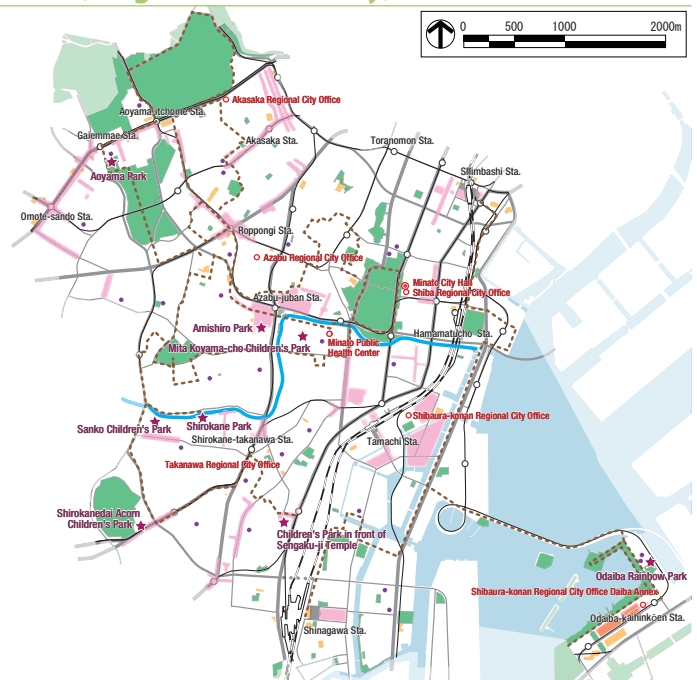 0 500 1000 2000m
Akasaka Regional City Office
Aoyama-itchome Sta.
Gaiemmae Sta.
Akasaka Sta.
Toranomon Sta.
Aoyama Park
Shimbashi Sta.
Omote-sando Sta.
Roppongi Sta.
Azabu Regional City Office
Minato City Hall
Shiba Regional City Office
Azabu-juban Sta.
Amishiro Park
Hamamatucho Sta.
Mita Koyama-cho Children's Park
Minato Public
Health Center
Shibaura-konan Regional City Office
Sanko Children's Park
Shirokane Park
Shirokane-takanawa Sta.
Tamachi Sta.
Takanawa Regional City Office
Shirokanedai Acorn
Children's Park
Children's Park in front of
Sengaku-ji Temple
Odaiba Rainbow Park
Shibaura-konan Regional City Office Daiba Annex
Odaiba-kaihinkōen Sta.
Shinagawa Sta.